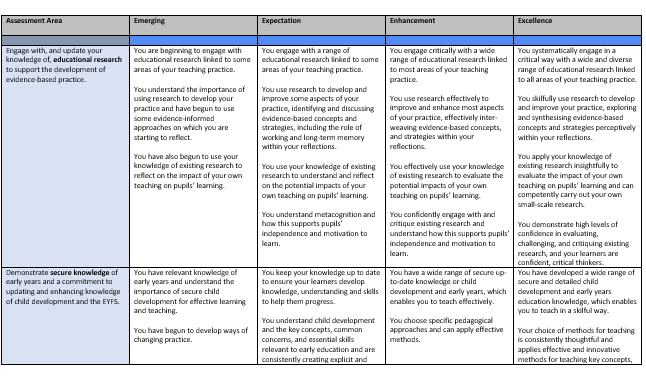 Assessment Area
Emerging
Expectation
Enhancement
Excellence
Engage with, and update your
knowledge of, educational research
to support the development of
evidence-based practice.
You are beginning to engage with
educational research linked to some
areas of your teaching practice.
You understand the importance of
using research to develop your
practice and have begun to use
some evidence-informed
approaches on which you are
starting to reflect.
You have also begun to use your
knowledge of existing research to
reflect on the impact of your own
teaching on pupils' learning.
You engage with a range of
educational research linked to some
areas of your teaching practice.
You use research to develop and
improve some aspects of your
practice, identifying and discussing
evidence-based concepts and
strategies, including the role of
working and long-term memory
within your reflections.
You use your knowledge of existing
research to understand and reflect
on the potential impacts of your
own teaching on pupils' learning.
You understand metacognition and
how this supports pupils'
independence and motivation to
learn.
You engage critically with a wide
range of educational research linked
to most areas of your teaching
practice.
You use research effectively to
improve and enhance most aspects
of your practice, effectively inter-
weaving evidence-based concepts,
and strategies within your
reflections.
You effectively use your knowledge
of existing research to evaluate the
potential impacts of your own
teaching on pupils' learning.
You confidently engage with and
critique existing research and
understand how this supports pupils'
independence and motivation to
learn.
You systematically engage in a
critical way with a wide and diverse
range of educational research linked
to all areas of your teaching practice.
You skilfully use research to develop
and improve your practice, exploring
and synthesising evidence-based
concepts and strategies perceptively
within your reflections.
You apply your knowledge of
existing research insightfully to
evaluate the impact of your own
teaching on pupils' learning and can
competently carry out your own
small-scale research.
You demonstrate high levels of
confidence in evaluating,
challenging, and critiquing existing
research, and your learners are
confident, critical thinkers.
Demonstrate secure knowledge of
early years and a commitment to
updating and enhancing knowledge
of child development and the EYFS.
You have relevant knowledge of
early years and understand the
importance of secure child
development for effective learning
and teaching.
You have begun to develop ways of
changing practice.
You keep your knowledge up to date
to ensure your learners develop
knowledge, understanding and skills
to help them progress.
You understand child development
and the key concepts, common
concerns, and essential skills
relevant to early education and are
consistently creating explicit and
You have a wide range of secure up-
to-date knowledge of child
development and early years, which
enables you to teach effectively.
You choose specific pedagogical
approaches and can apply effective
methods.
You have developed a wide range of
secure and detailed child
development and early years
education knowledge, which enables
you to teach in a skilful way.
Your choice of methods for teaching
is consistently thoughtful and
applies effective and innovative
methods for teaching key concepts,